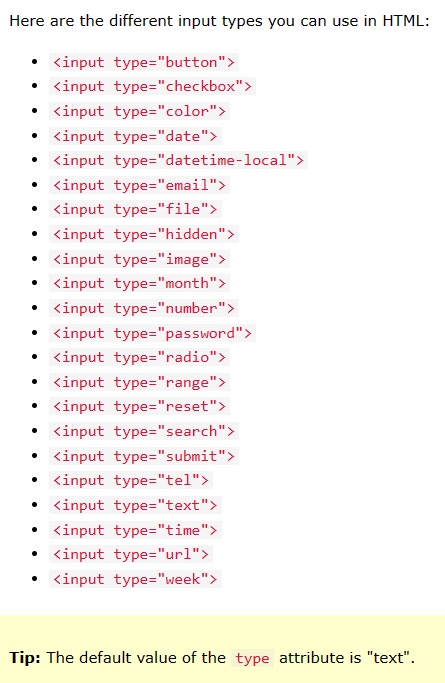 Here are the different input types you can use in HTML:
<input type="button">
<input type="checkbox">
<input type="color">
<input type="date">
<input type="datetime-local">
<input type="email">
<input type="file">
<input type="hidden">
<input type="image">
<input type="month">
<input type="number">
<input type="password">
<input type="radio">
<input type="range">
<input type="reset">
<input type="search">
<input type="submit">
<input type="tel">
<input type="text">
<input type="time">
<input type="url">
<input type="week">
Tip: The default value of the type attribute is "text".